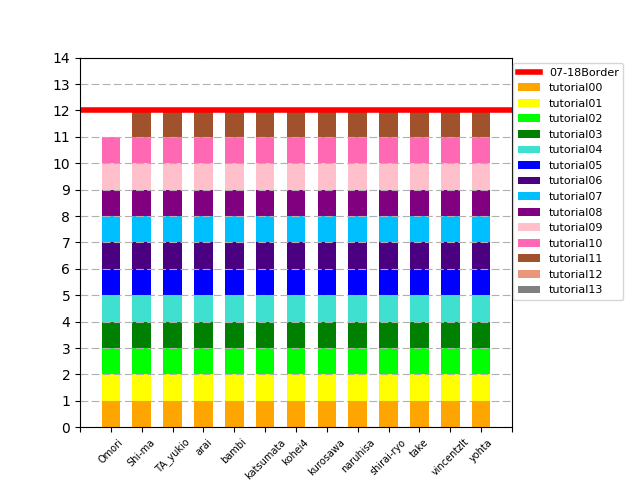 14
13
12
11
10
9
8
7
6
5
4
3
2
1
0
07-18Border
tutorial00
tutorial01
tutorial02
tutorial03
tutorial04
tutorial05
tutorial06
tutorial07
tutorial08
tutorial09
tutorial10
tutorial11
tutorial12
tutorial13
Omori
Shi-ma
TA_yukio
arai
bambi
katsumata
kohei4
kurosawa
naruhisa
shirai-ryo
take
vincentzlt
yohta